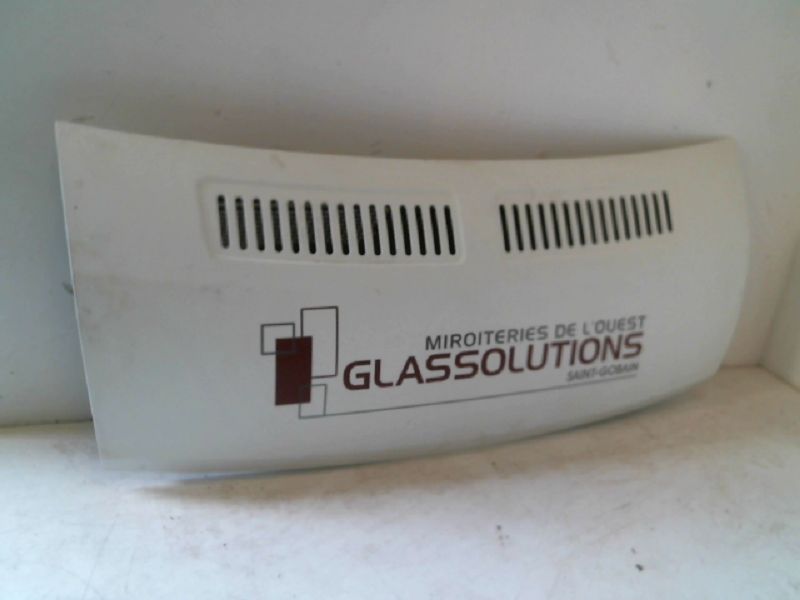 MIROITERIES DE L'OUEST
GLASSOLUTIONS
SAINT-GOBAIN